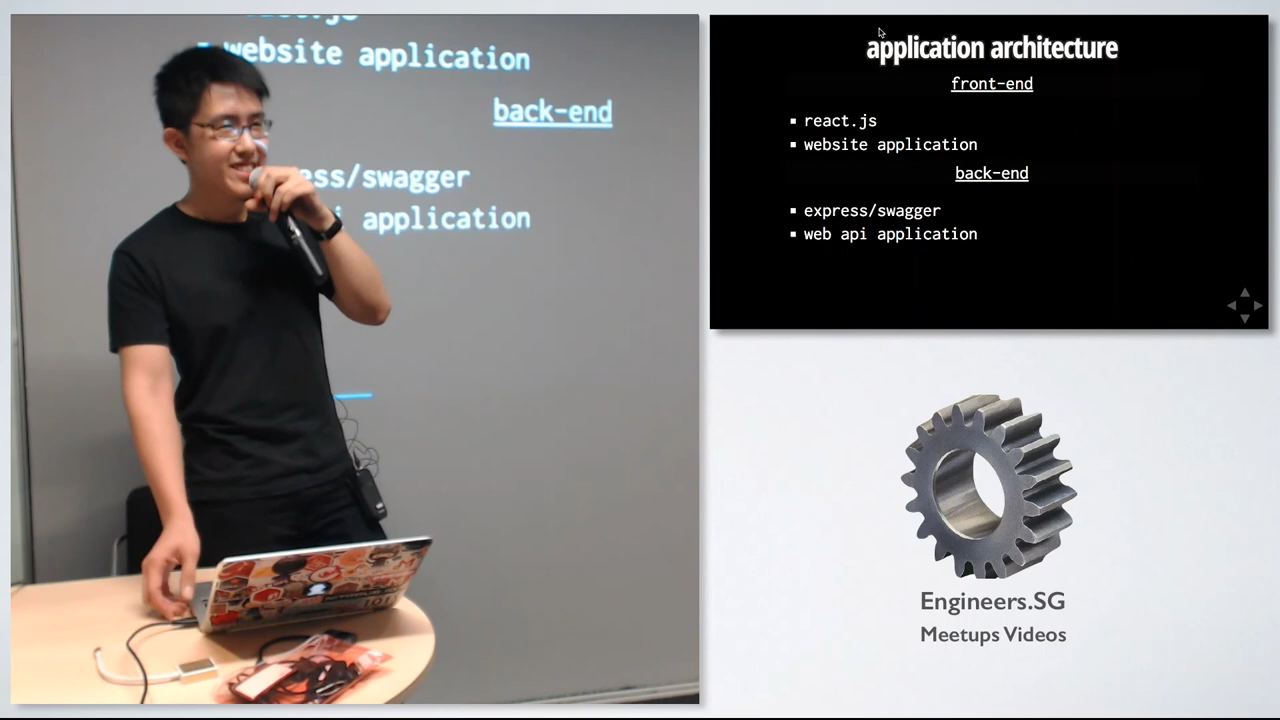 website application
back-end
ess/swagger
application
application architecture
front-end
react.js
website application
back-end
express/swagger
web api application
Engineers.SG
Meetups Videos